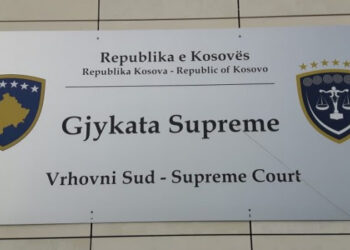 Republika e Kosovës
Republika Kosova - Republic of Kosovo
Gjykata Supreme
Vrhovni Sud - Supreme Court